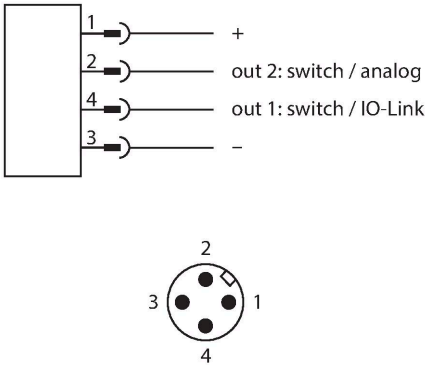 1 +
2 out 2: switch / analog
4 out 1: switch / IO-Link
3 –
2
3 1
4